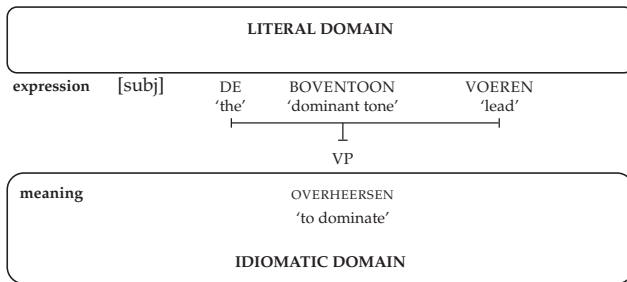 LITERAL DOMAIN
expression [subj] DE BOVENTOON VOEREN
‘the’ ‘dominant tone’ ‘lead’
VP
meaning OVERHEERSEN
‘to dominate’
IDIOMATIC DOMAIN